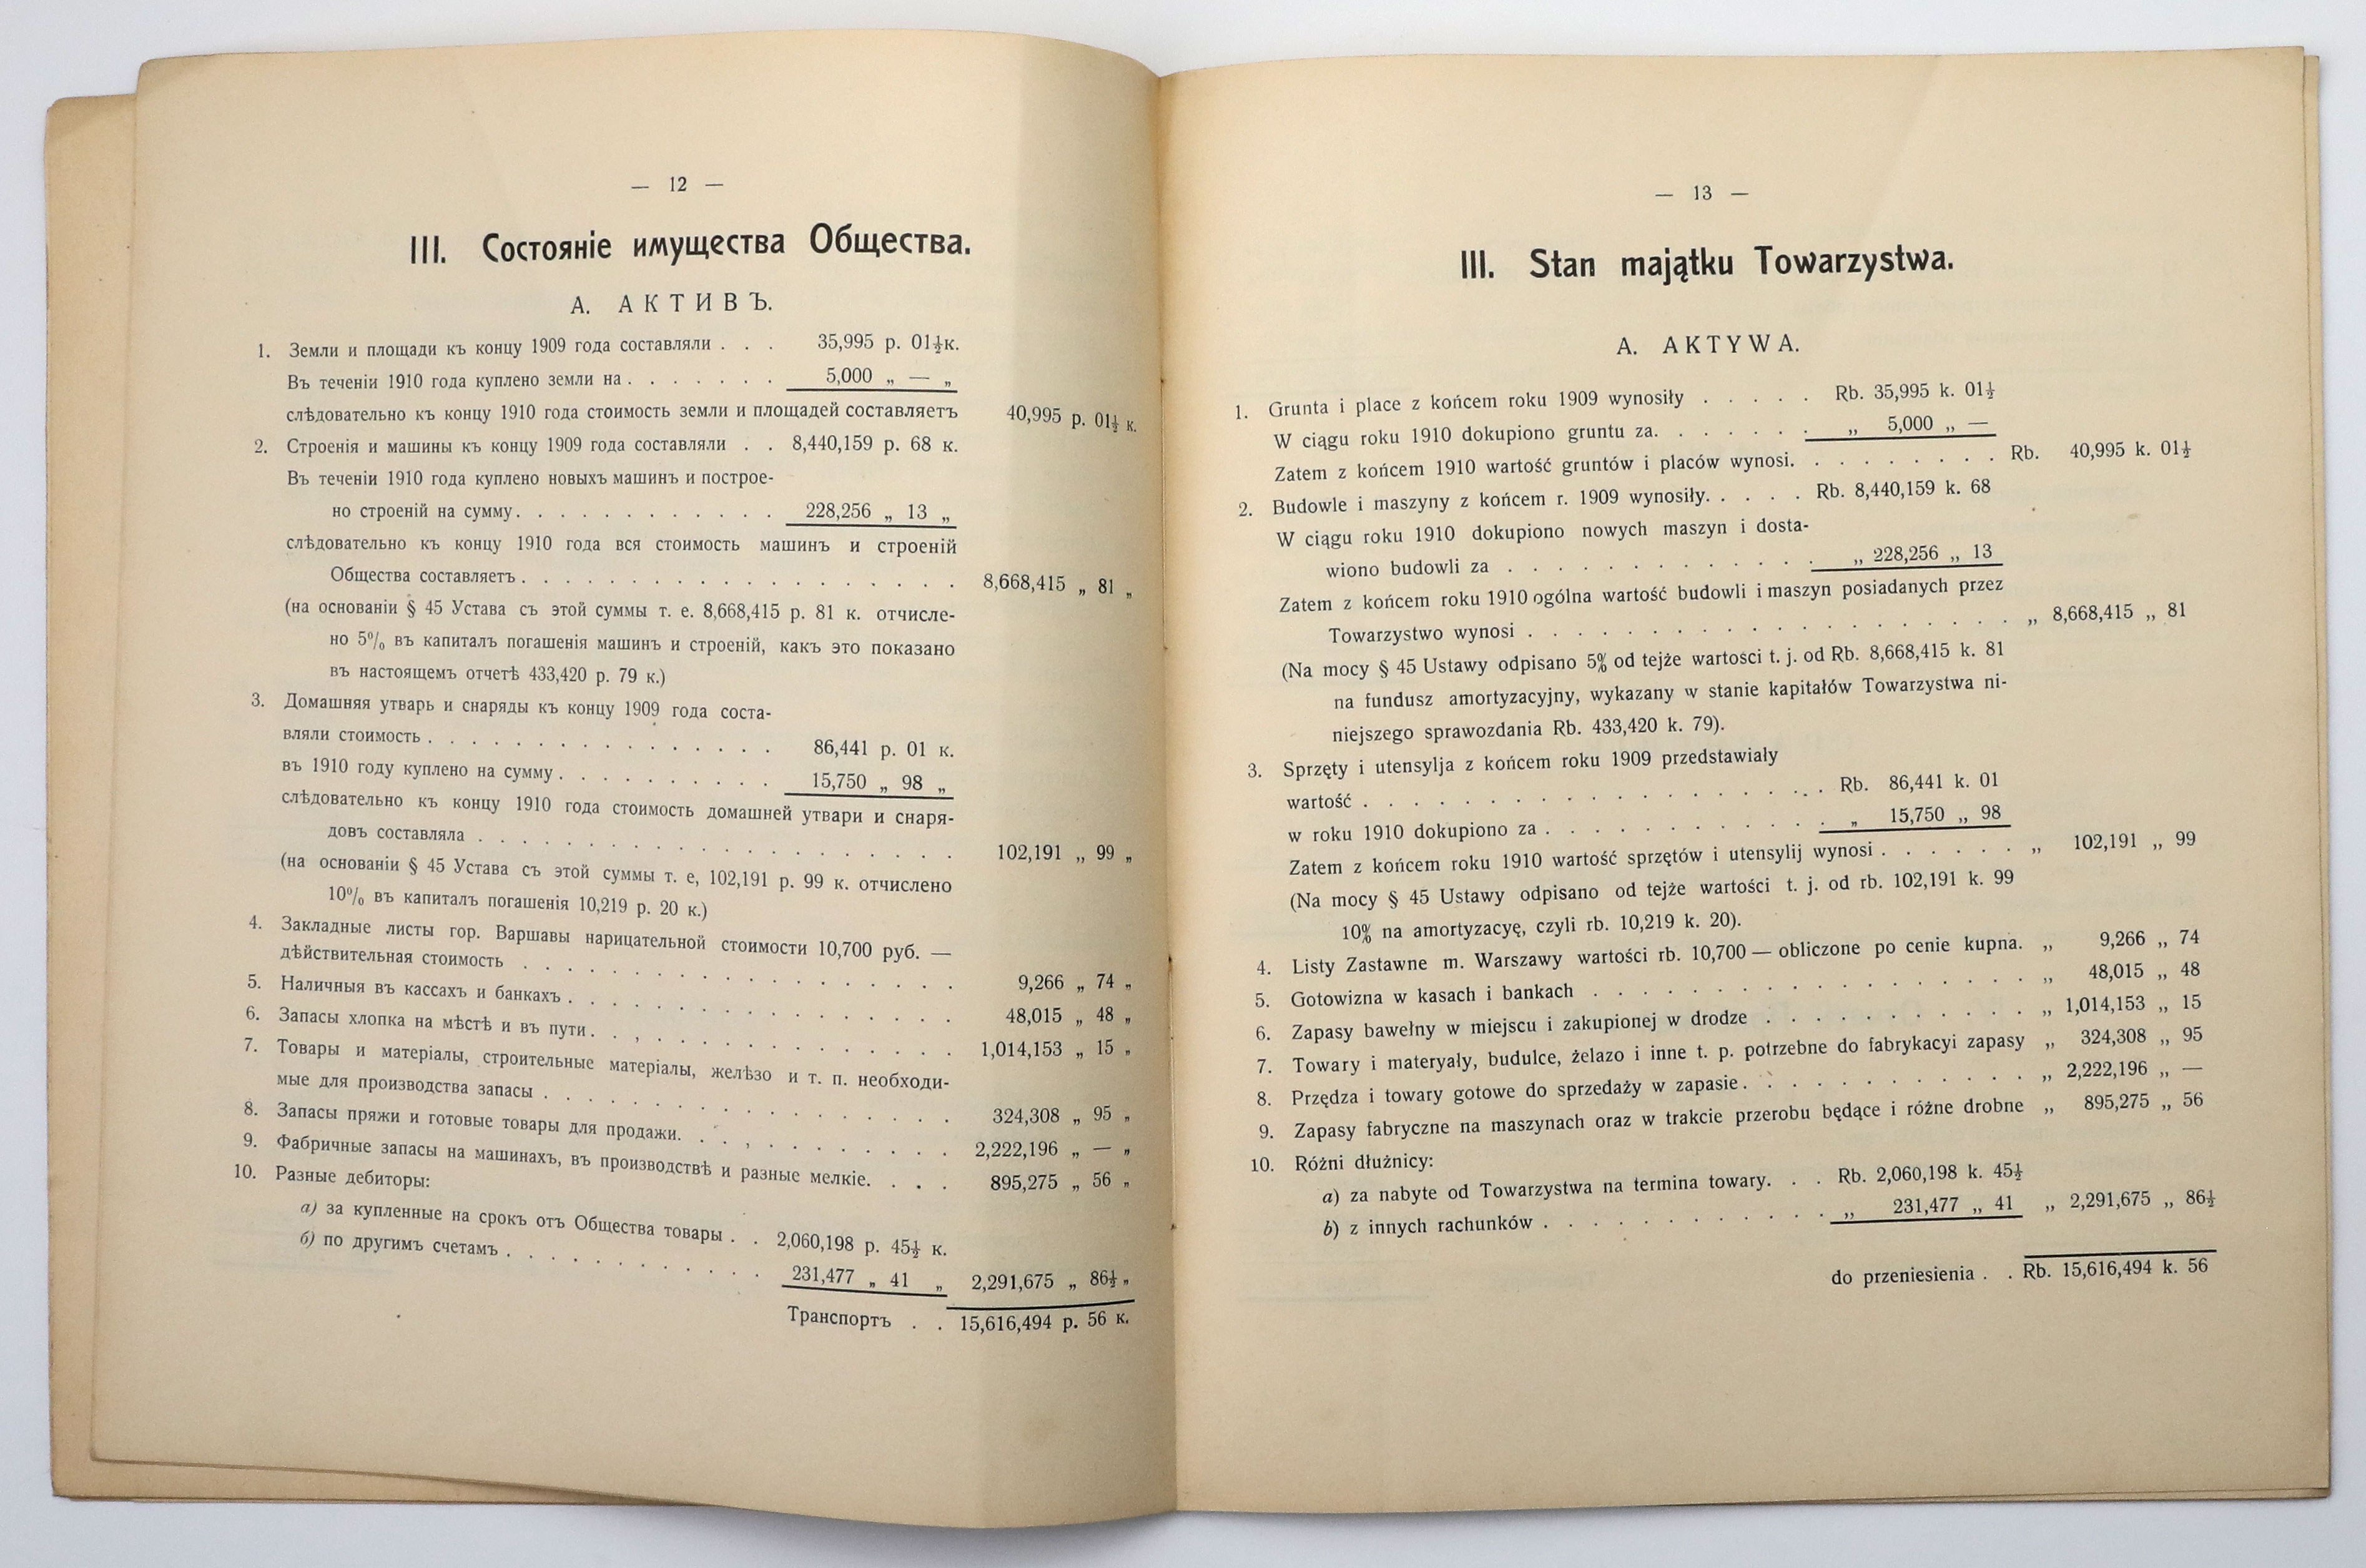 — 12 —
III. Состояніе имущества Общества.
А. АКТИВЪ.
1. Земли и площади къ концу 1909 года составляли . . . 35,995 р. 01½ к.
Въ теченіи 1910 года куплено земли на . . . . . . . 5,000 „ — „
слѣдовательно къ концу 1910 года стоимость земли и площадей составляетъ 40,995 р. 01½ к.
2. Строенія и машины къ концу 1909 года составляли . . 8,440,159 р. 68 к.
Въ теченіи 1910 года куплено новыхъ машинъ и построе-
но строеній на сумму . . . . . . . . . . . . 228,256 „ 13 „
слѣдовательно къ концу 1910 года вся стоимость машинъ и строеній
Общества составляетъ . . . . . . . . . . . . . . . . . 8,668,415 „ 81 „
(на основаніи § 45 Устава съ этой суммы т. е. 8,668,415 р. 81 к. отчисле-
но 5% въ капиталъ погашенія машинъ и строеній, какъ это показано
въ настоящемъ отчетѣ 433,420 р. 79 к.)
3. Домашняя утварь и снаряды къ концу 1909 года соста-
вляли стоимость . . . . . . . . . . . . . . . . 86,441 р. 01 к.
въ 1910 году куплено на сумму . . . . . . . . . . 15,750 „ 98 „
слѣдовательно къ концу 1910 года стоимость домашней утвари и снаря-
довъ составляла . . . . . . . . . . . . . . . . . . . 102,191 „ 99 „
(на основаніи § 45 Устава съ этой суммы т. е, 102,191 р. 99 к. отчислено
10% въ капиталъ погашенія 10,219 р. 20 к.)
4. Закладные листы гор. Варшавы нарицательной стоимости 10,700 руб. —
дѣйствительная стоимость . . . . . . . . . . . . . . . . . 9,266 „ 74 „
5. Наличныя въ кассахъ и банкахъ . . . . . . . . . . . . . . . 48,015 „ 48 „
6. Запасы хлопка на мѣстѣ и въ пути . . , . . . . . . . . . . . . 1,014,153 „ 15 „
7. Товары и матеріалы, строительные матеріалы, желѣзо и т. п. необходи-
мые для производства запасы . . . . . . . . . . . . . . . . 324,308 „ 95 „
8. Запасы пряжи и готовые товары для продажи. . . , . . . . . . . . 2,222,196 „ — „
9. Фабричные запасы на машинахъ, въ производствѣ и разные мелкіе. . . . 895,275 „ 56 „
10. Разные дебиторы:
а) за купленные на срокъ отъ Общества товары . . 2,060,198 р. 45½ к.
б) по другимъ счетамъ . . . . . . . . . . . . 231,477 „ 41 „ 2,291,675 „ 86½ „
Транспортъ . . 15,616,494 р. 56 к.
— 13 —
III. Stan majątku Towarzystwa.
A. AKTYWA.
1. Grunta i place z końcem roku 1909 wynosiły . . . . . Rb. 35,995 k. 01½
W ciągu roku 1910 dokupiono gruntu za. . . . . . . „ 5,000 „ —
Zatem z końcem 1910 wartość gruntów i placów wynosi. . . . . . . . . Rb. 40,995 k. 01½
2. Budowle i maszyny z końcem r. 1909 wynosiły. . . . . Rb. 8,440,159 k. 68
W ciągu roku 1910 dokupiono nowych maszyn i dosta-
wiono budowli za . . . . . . . . . . . . . „ 228,256 „ 13
Zatem z końcem roku 1910 ogólna wartość budowli i maszyn posiadanych przez
Towarzystwo wynosi . . . . . . . . . . . . . . . . . . . „ 8,668,415 „ 81
(Na mocy § 45 Ustawy odpisano 5% od tejże wartości t. j. od Rb. 8,668,415 k. 81
na fundusz amortyzacyjny, wykazany w stanie kapitałów Towarzystwa ni-
niejszego sprawozdania Rb. 433,420 k. 79).
3. Sprzęty i utensylja z końcem roku 1909 przedstawiały
wartość . . . . . . . . . . . . . . . . . . . Rb. 86,441 k. 01
w roku 1910 dokupiono za . . . . . . . . . . . . „ 15,750 „ 98
Zatem z końcem roku 1910 wartość sprzętów i utensylij wynosi . . . . . . „ 102,191 „ 99
(Na mocy § 45 Ustawy odpisano od tejże wartości t. j. od rb. 102,191 k. 99
10% na amortyzacyę, czyli rb. 10,219 k. 20).
4. Listy Zastawne m. Warszawy wartości rb. 10,700 — obliczone po cenie kupna. „ 9,266 „ 74
5. Gotowizna w kasach i bankach . . . . . . . . . . . . . . . . . „ 48,015 „ 48
6. Zapasy bawełny w miejscu i zakupionej w drodze . . . . . . . . . . . „ 1,014,153 „ 15
7. Towary i materyały, budulce, żelazo i inne t. p. potrzebne do fabrykacyi zapasy „ 324,308 „ 95
8. Przędza i towary gotowe do sprzedaży w zapasie . . . . . . . . . . . . „ 2,222,196 „ —
9. Zapasy fabryczne na maszynach oraz w trakcie przerobu będące i różne drobne „ 895,275 „ 56
10. Różni dłużnicy:
a) za nabyte od Towarzystwa na termina towary. . . Rb. 2,060,198 k. 45½
b) z innych rachunków . . . . . . . . . . . . „ 231,477 „ 41 „ 2,291,675 „ 86½
do przeniesienia . . Rb. 15,616,494 k. 56